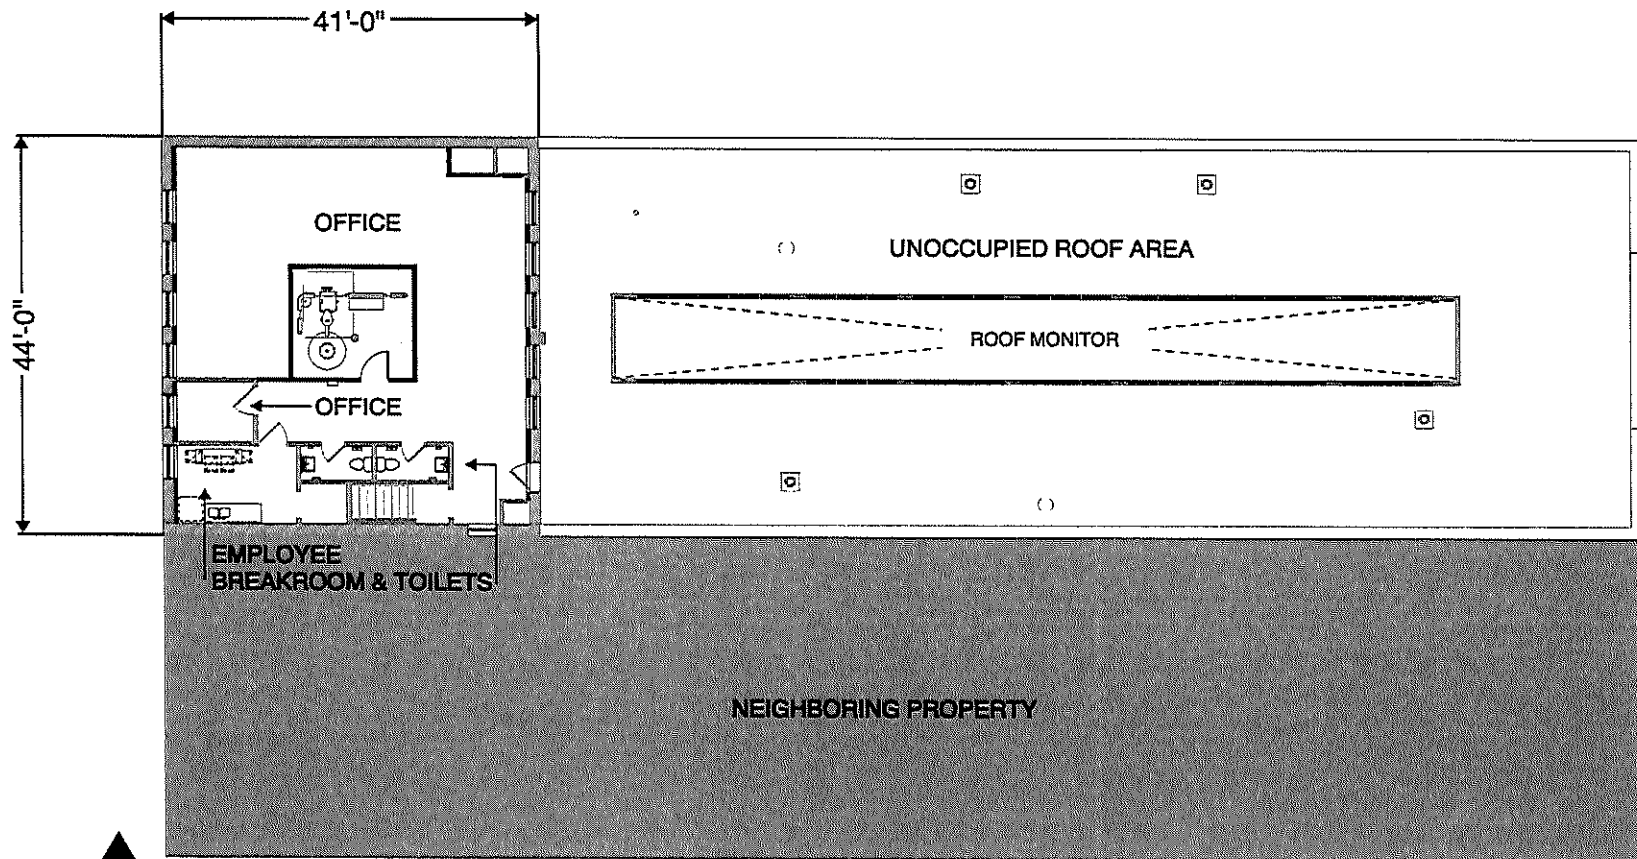 41'-0"
44'-0"
OFFICE
UNOCCUPIED ROOF AREA
ROOF MONITOR
OFFICE
EMPLOYEE
BREAKROOM & TOILETS
NEIGHBORING PROPERTY